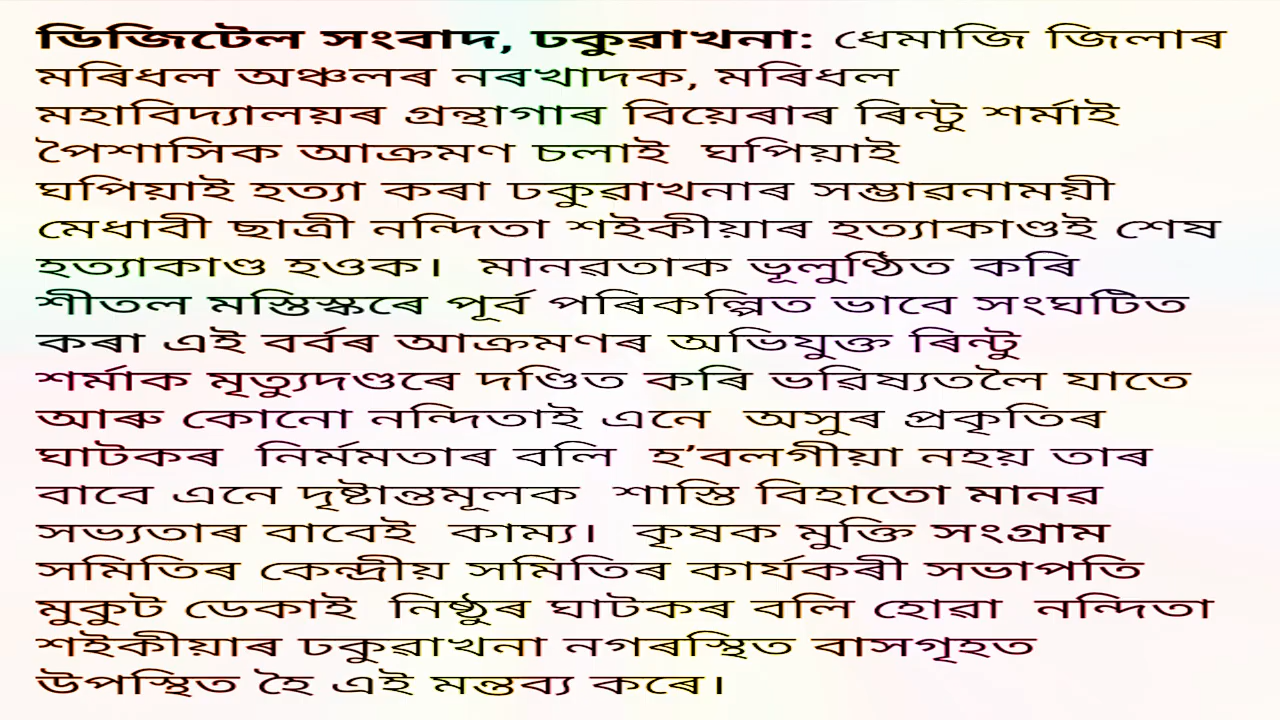 ডিজিটেল সংবাদ, ঢকুৱাখনা: ধেমাজি জিলাৰ
মৰিধল অঞ্চলৰ নৰখাদক, মৰিধল
মহাবিদ্যালয়ৰ গ্ৰন্থাগাৰ বিয়েৰাৰ ৰিন্টু শৰ্মাই
পৈশাসিক আক্ৰমণ চলাই ঘপিয়াই
ঘপিয়াই হত্যা কৰা ঢকুৱাখনাৰ সম্ভাৱনাময়ী
মেধাবী ছাত্ৰী নন্দিতা শইকীয়াৰ হত্যাকাণ্ডই শেষ
হত্যাকাণ্ড হওক। মানৱতাক ভূলুণ্ঠিত কৰি
শীতল মস্তিস্কৰে পূৰ্ব পৰিকল্পিত ভাবে সংঘটিত
কৰা এই বৰ্বৰ আক্ৰমণৰ অভিযুক্ত ৰিন্টু
শৰ্মাক মৃত্যুদণ্ডৰে দণ্ডিত কৰি ভৱিষ্যতলৈ যাতে
আৰু কোনো নন্দিতাই এনে অসুৰ প্ৰকৃতিৰ
ঘাটকৰ নিৰ্মমতাৰ বলি হ’বলগীয়া নহয় তাৰ
বাবে এনে দৃষ্টান্তমূলক শাস্তি বিহাতো মানৱ
সভ্যতাৰ বাবেই কাম্য। কৃষক মুক্তি সংগ্ৰাম
সমিতিৰ কেন্দ্ৰীয় সমিতিৰ কাৰ্যকৰী সভাপতি
মুকুট ডেকাই নিষ্ঠুৰ ঘাটকৰ বলি হোৱা নন্দিতা
শইকীয়াৰ ঢকুৱাখনা নগৰস্থিত বাসগৃহত
উপস্থিত হৈ এই মন্তব্য কৰে।